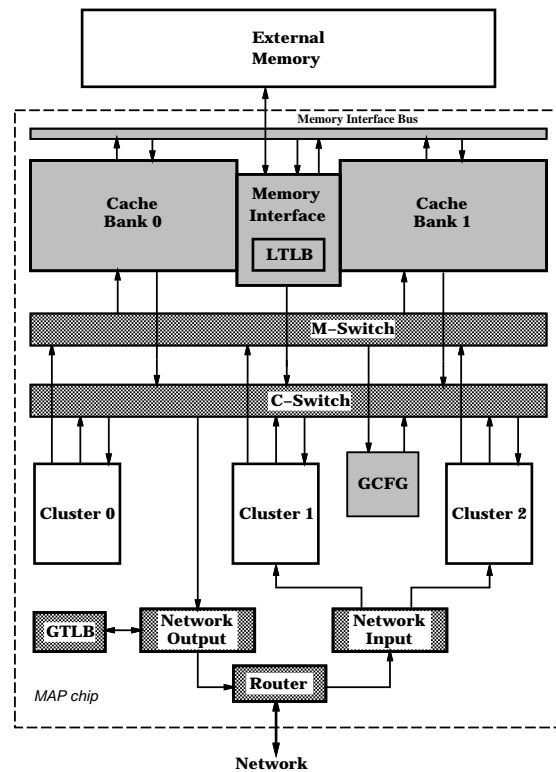 External
Memory
Memory Interface Bus
Cache
Bank 0
Memory
Interface
LTLB
Cache
Bank 1
M–Switch
C–Switch
Cluster 0
Cluster 1
GCFG
Cluster 2
GTLB
Network
Output
Network
Input
Router
MAP chip
Network